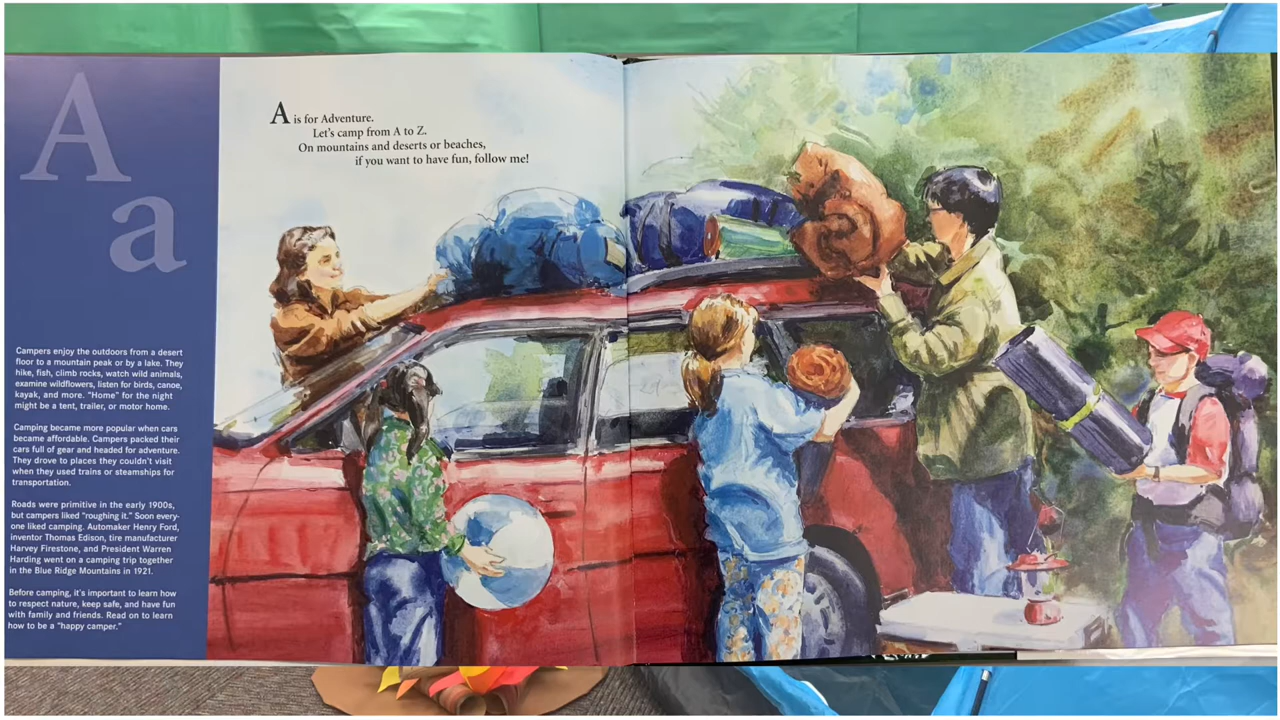 A
a
A is for Adventure.
Let's camp from A to Z.
On mountains and deserts or beaches,
if you want to have fun, follow me!
Campers enjoy the outdoors from a desert
floor to a mountain peak or by a lake. They
hike, fish, climb rocks, watch wild animals,
examine wildflowers, listen for birds, canoe,
kayak, and more. "Home" for the night
might be a tent, trailer, or motor home.
Camping became more popular when cars
became affordable. Campers packed their
cars full of gear and headed for adventure.
They drove to places they couldn't visit
when they used trains or steamships for
transportation.
Roads were primitive in the early 1900s,
but campers liked "roughing it." Soon every-
one liked camping. Automaker Henry Ford,
inventor Thomas Edison, tire manufacturer
Harvey Firestone, and President Warren
Harding went on a camping trip together
in the Blue Ridge Mountains in 1921.
Before camping, it's important to learn how
to respect nature, keep safe, and have fun
with family and friends. Read on to learn
how to be a "happy camper."